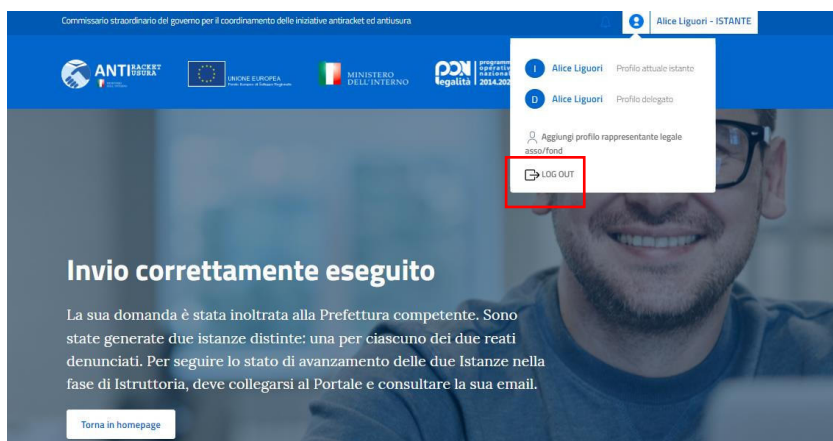 Commissario straordinario del governo per il coordinamento delle iniziative antiracket ed antiusura
Alice Liguori - ISTANTE
ANTI RACKET
USURA
UNIONE EUROPEA
MINISTERO
DELL'INTERNO
PON
legalità
2014.202
I Alice Liguori Profilo attuale istante
D Alice Liguori Profilo delegato
Aggiungi profilo rappresentante legale
asso/fond
LOG OUT
Invio correttamente eseguito
La sua domanda è stata inoltrata alla Prefettura competente. Sono
state generate due istanze distinte: una per ciascuno dei due reati
denunciati. Per seguire lo stato di avanzamento delle due Istanze nella
fase di Istruttoria, deve collegarsi al Portale e consultare la sua email.
Torna in homepage